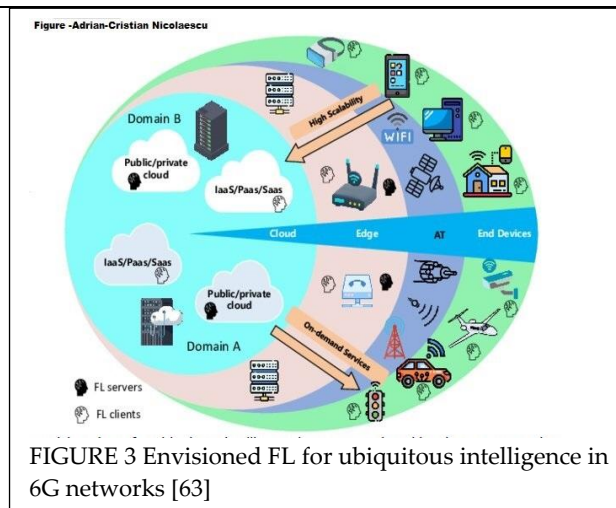 Figure -Adrian-Cristian Nicolaescu
Domain B
High Scalability
WIFI
Public/private
cloud
IaaS/Paas/Saas
Cloud
Edge
AT
End Devices
IaaS/Paas/Saas
Public/private
cloud
Domain A
On-demand Services
FL servers
FL clients
FIGURE 3 Envisioned FL for ubiquitous intelligence in
6G networks [63]